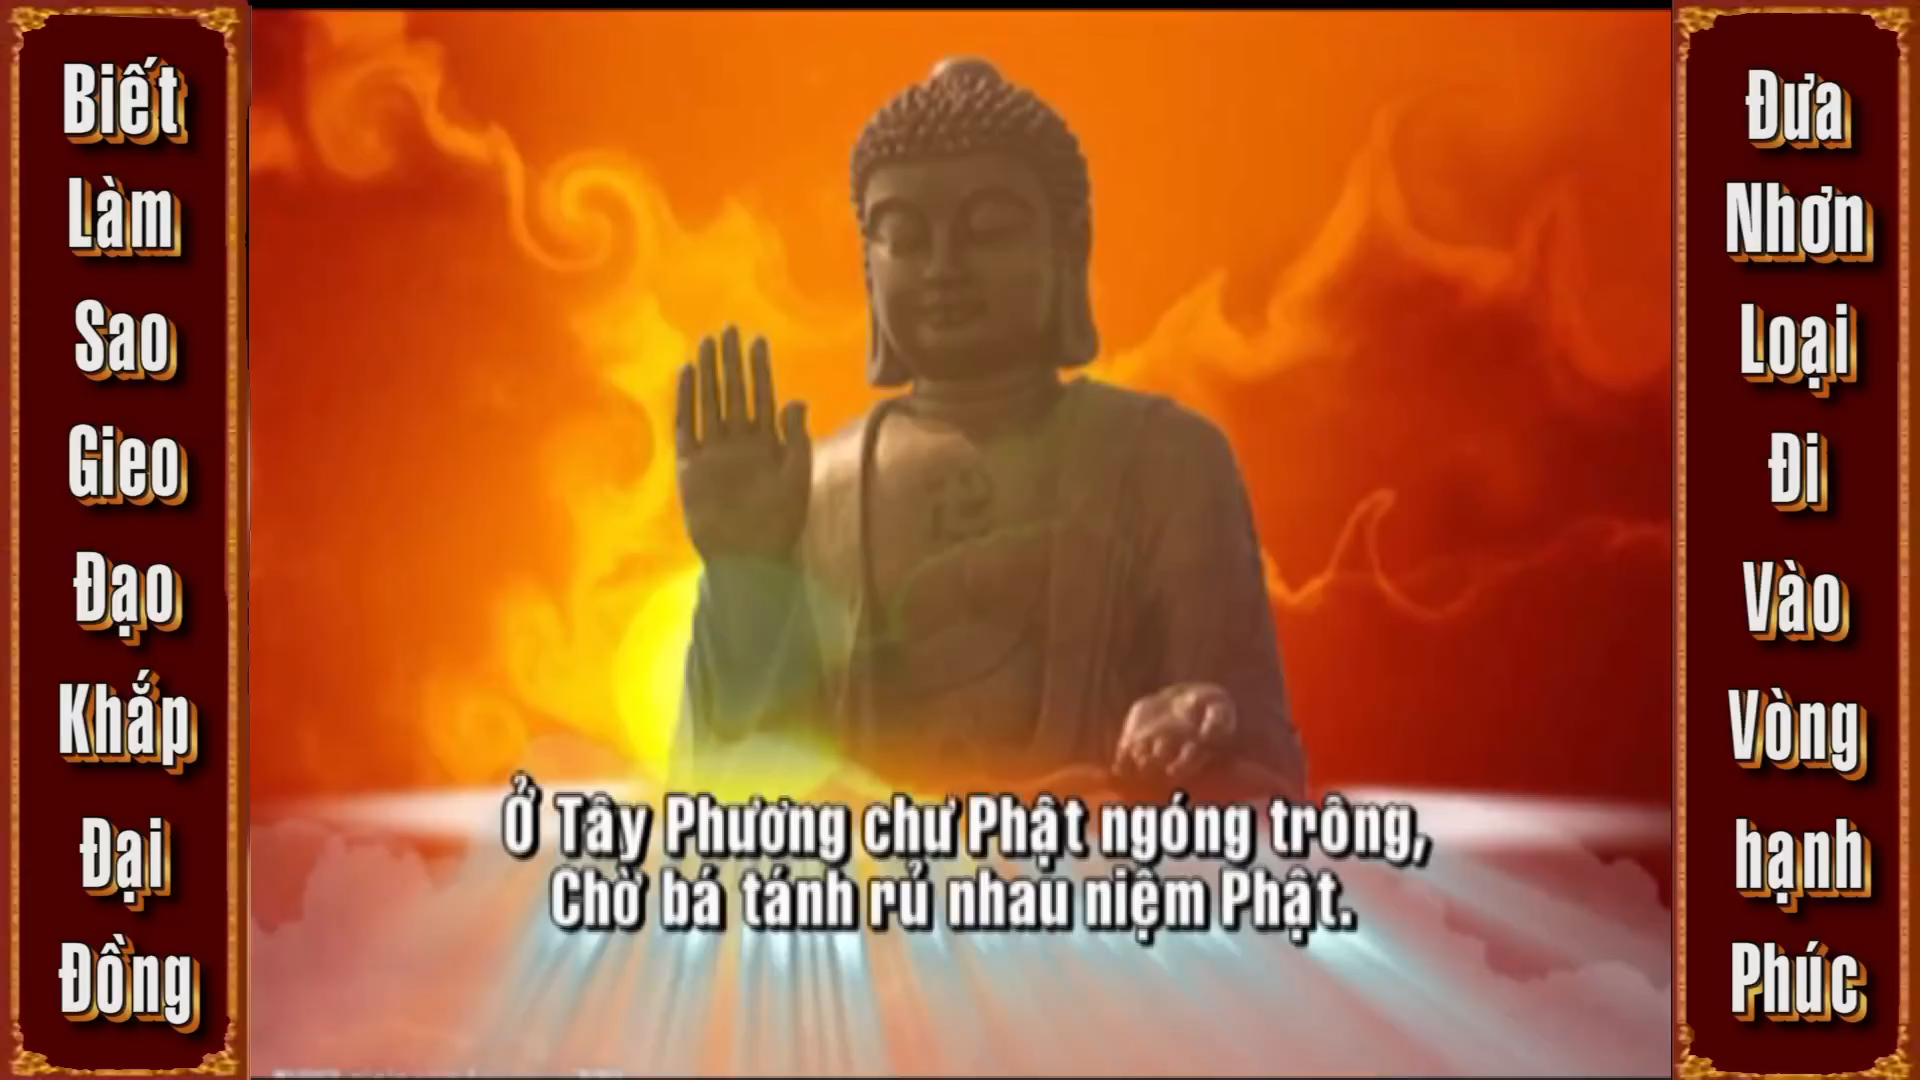 Biết
Làm
Sao
Gieo
Đạo
Khắp
Đại
Đồng
Ở Tây Phương chư Phật ngóng trông,
Chờ bá tánh rủ nhau niệm Phật.
Đưa
Nhơn
Loại
Đi
Vào
Vòng
hạnh
Phúc